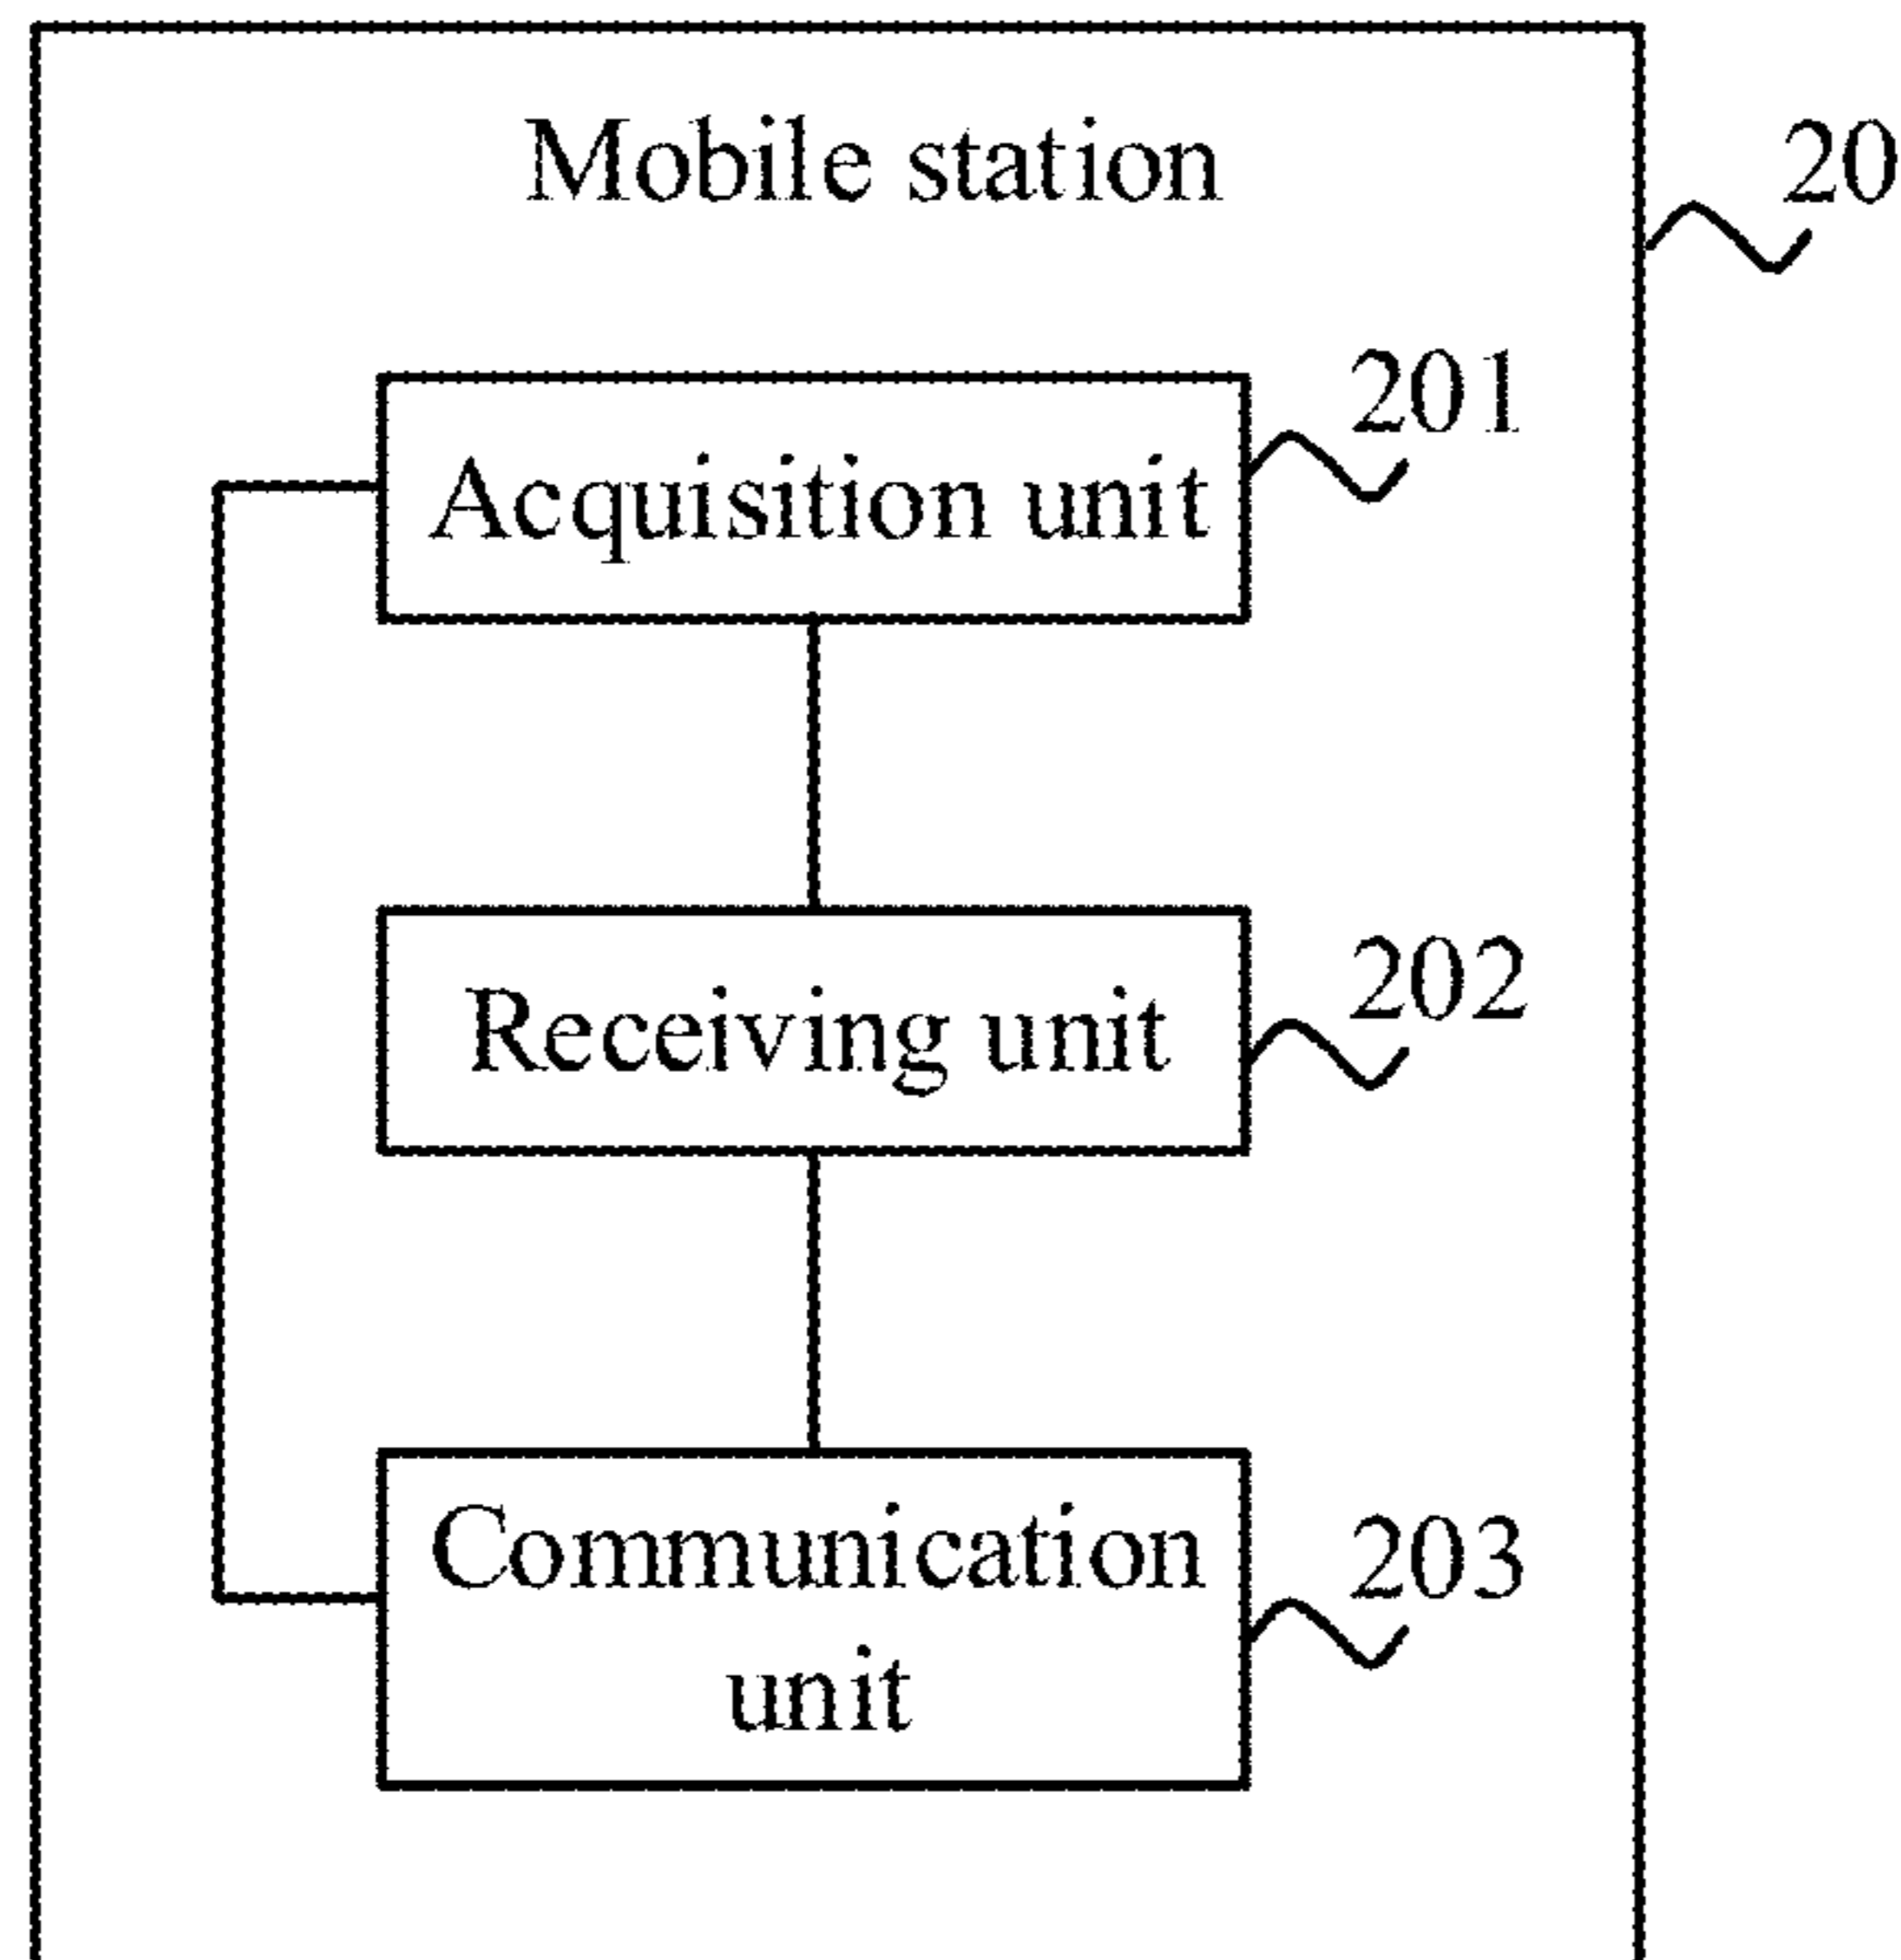 Mobile station
20
201
Acquisition unit
202
Receiving unit
203
Communication
unit